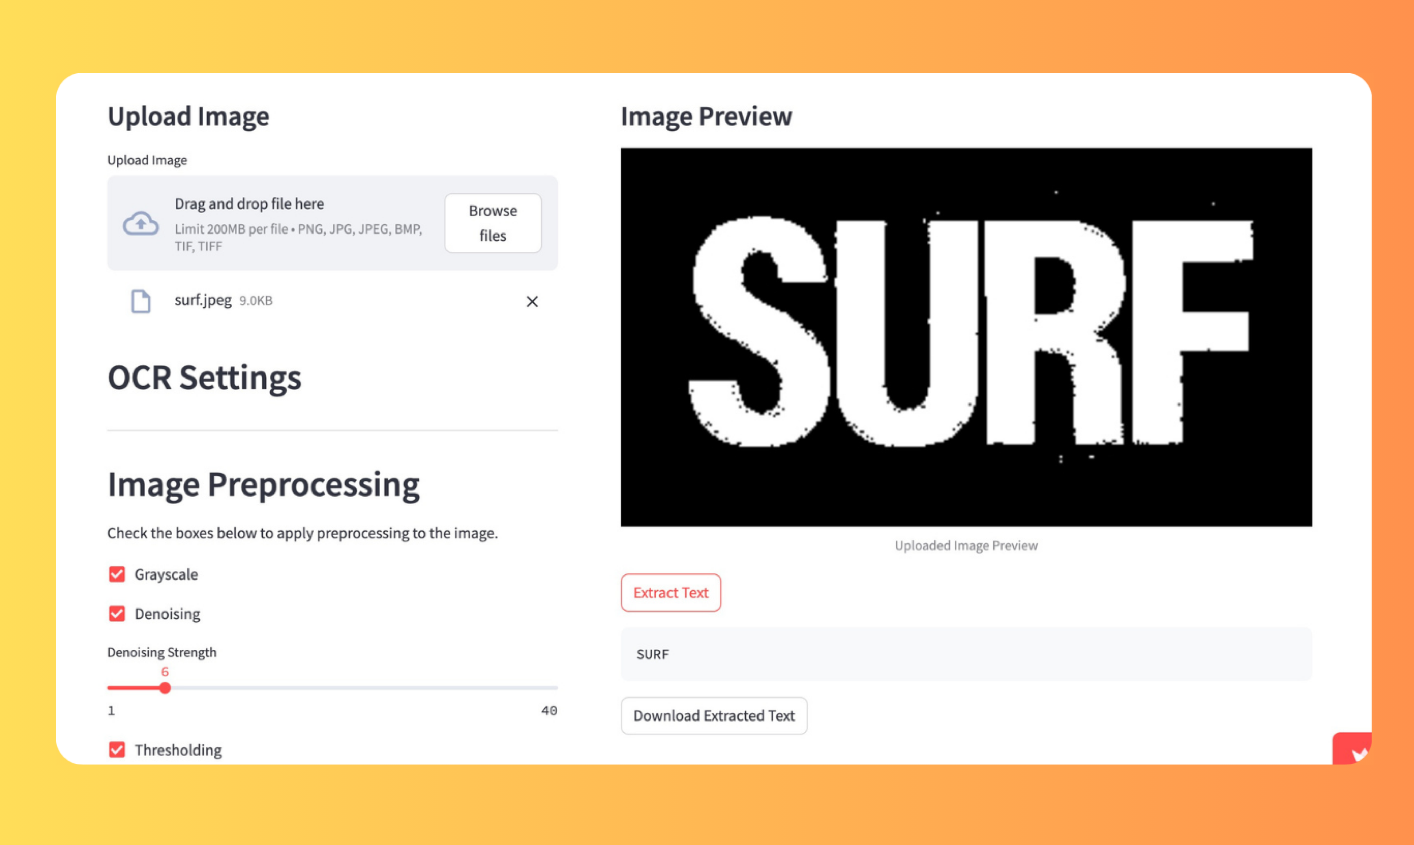 Upload Image
Upload Image
Drag and drop file here
Limit 200MB per file • PNG, JPG, JPEG, BMP,
TIF, TIFF
Browse
files
surf.jpeg 9.0KB
OCR Settings
Image Preprocessing
Check the boxes below to apply preprocessing to the image.
Grayscale
Denoising
Denoising Strength
6
1
40
Thresholding
Image Preview
SURF
Uploaded Image Preview
Extract Text
SURF
Download Extracted Text